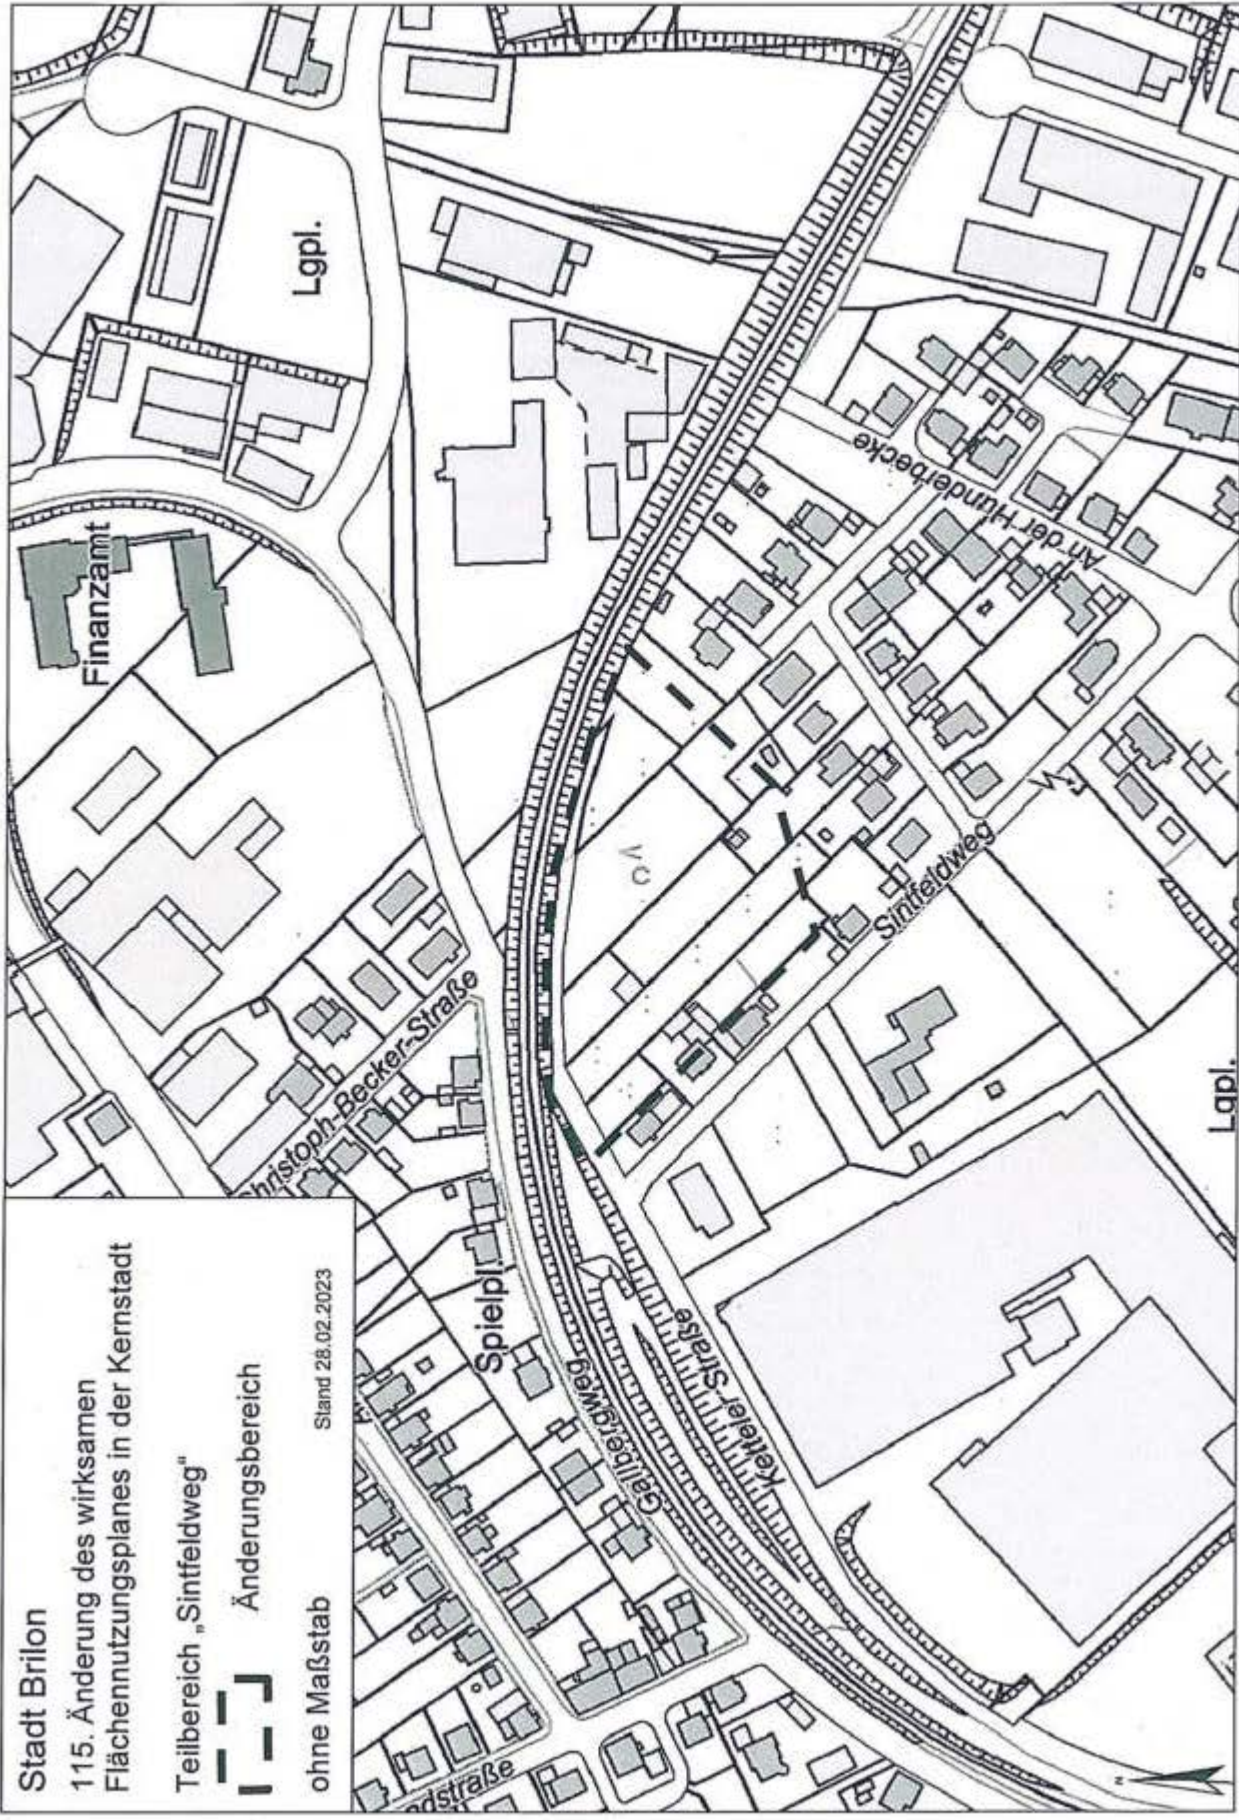 Stadt Brilon
115. Änderung des wirksamen
Flächennutzungsplanes in der Kernstadt
Teilbereich „Sintfeldweg“
Änderungsbereich
ohne Maßstab
Stand 28.02.2023
Finanzamt
Lgpl.
Christoph-Becker-Straße
Spielpl.
Gallbergweg
Ketteler-Straße
Sintfeldweg
An der Hunderbecke
Lgpl.
N